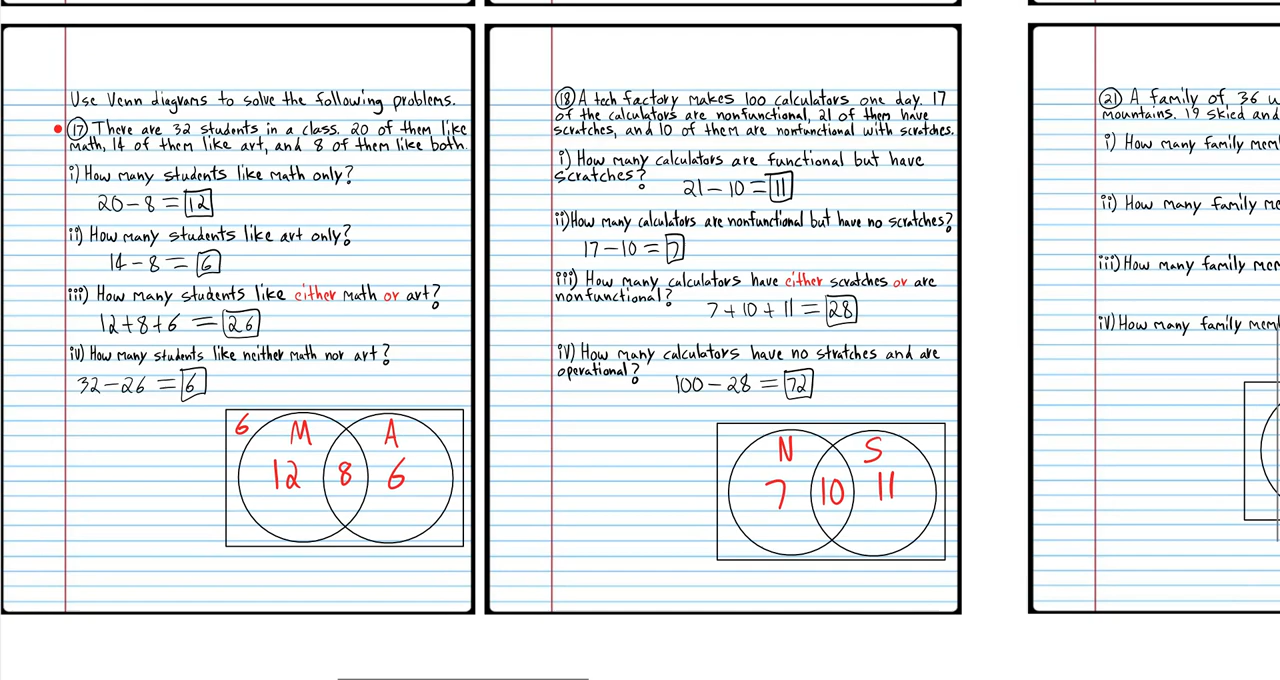 Use Venn diagrams to solve the following problems.
17 There are 32 students in a class. 20 of them like
math, 14 of them like art, and 8 of them like both.
i) How many students like math only?
20 - 8 = 12
ii) How many students like art only?
14 - 8 = 6
iii) How many students like either math or art?
12 + 8 + 6 = 26
iv) How many students like neither math nor art?
32 - 26 = 6
6 M A
12 8 6
18 A tech factory makes 100 calculators one day. 17
of the calculators are nonfunctional, 21 of them have
scratches, and 10 of them are nonfunctional with scratches.
i) How many calculators are functional but have
scratches?
21 - 10 = 11
ii) How many calculators are nonfunctional but have no scratches?
17 - 10 = 7
iii) How many calculators have either scratches or are
nonfunctional?
7 + 10 + 11 = 28
iv) How many calculators have no stratches and are
operational?
100 - 28 = 72
N S
7 10 11
21 A family of 36 
mountains. 19 skied and
i) How many family mem
ii) How many family me
iii) How many family mem
iv) How many family memb